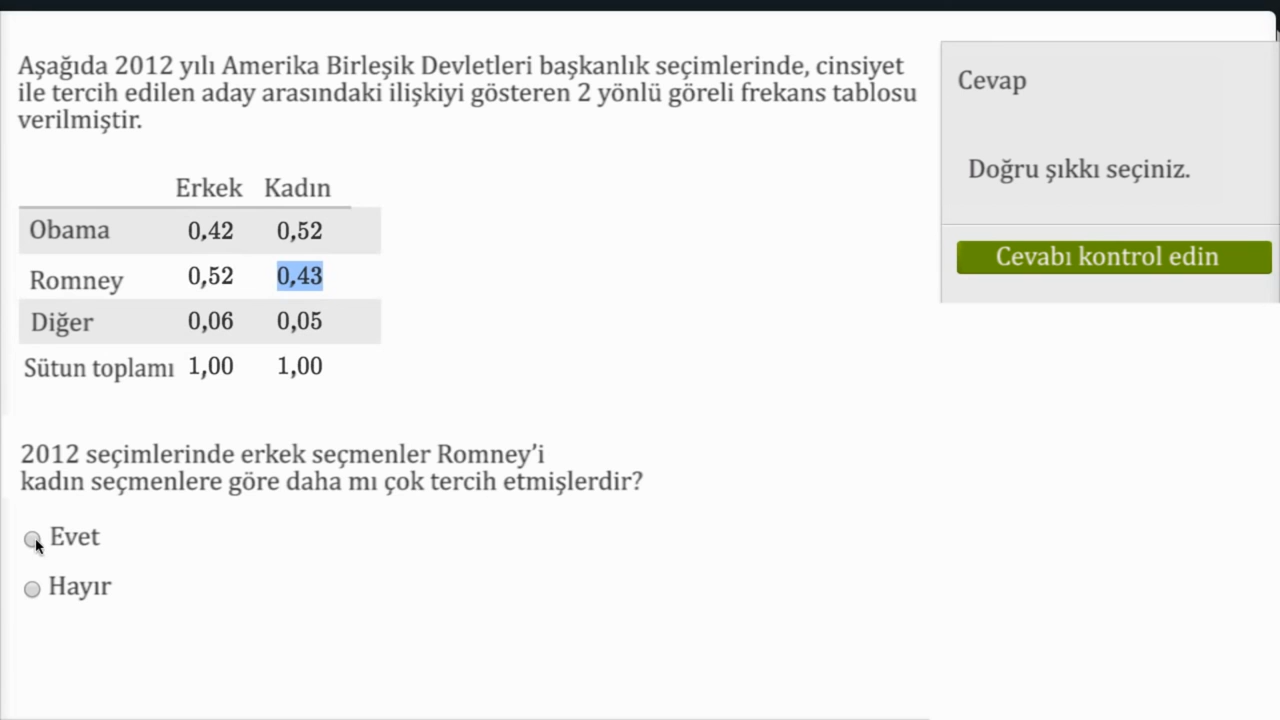 Aşağıda 2012 yılı Amerika Birleşik Devletleri başkanlık seçimlerinde, cinsiyet
ile tercih edilen aday arasındaki ilişkiyi gösteren 2 yönlü göreli frekans tablosu
verilmiştir.
Erkek Kadın
Obama 0,42 0,52
Romney 0,52 0,43
Diğer 0,06 0,05
Sütun toplamı 1,00 1,00
2012 seçimlerinde erkek seçmenler Romney’i
kadın seçmenlere göre daha mı çok tercih etmişlerdir?
Evet
Hayır
Cevap
Doğru şıkkı seçiniz.
Cevabı kontrol edin